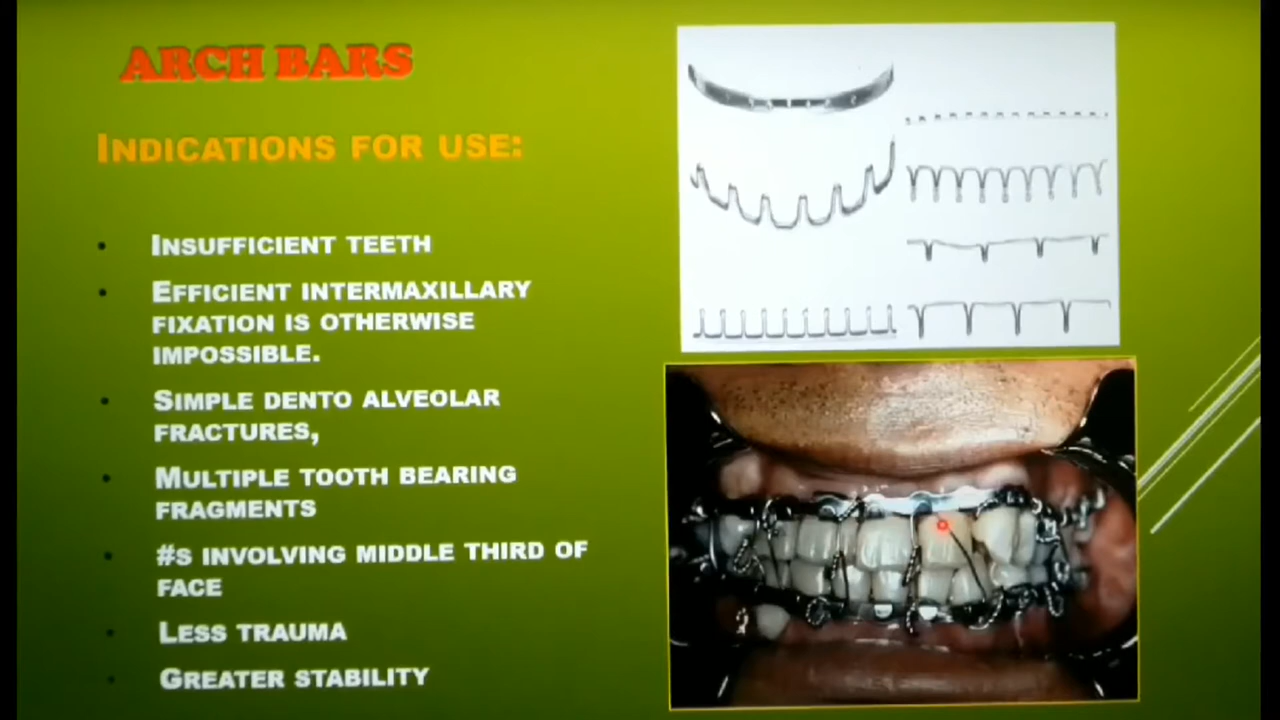 ARCH BARS
INDICATIONS FOR USE:
• INSUFFICIENT TEETH
• EFFICIENT INTERMAXILLARY
FIXATION IS OTHERWISE
IMPOSSIBLE.
• SIMPLE DENTO ALVEOLAR
FRACTURES,
• MULTIPLE TOOTH BEARING
FRAGMENTS
• #S INVOLVING MIDDLE THIRD OF
FACE
• LESS TRAUMA
• GREATER STABILITY